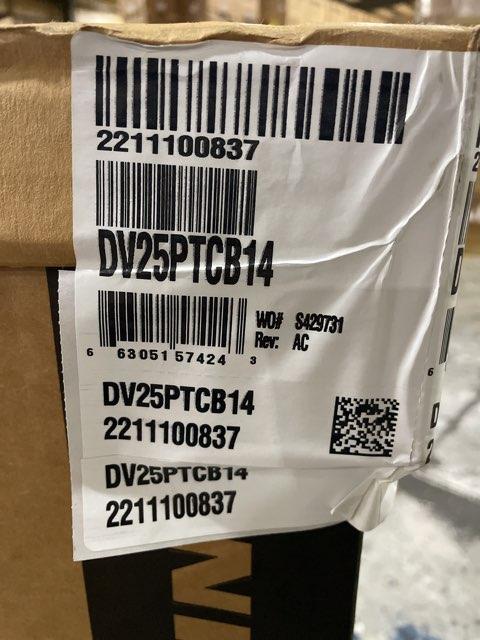 2211100837
DV25PTCB14
6 63051 57424 3
WO# S429731
Rev: AC
DV25PTCB14
2211100837
DV25PTCB14
2211100837